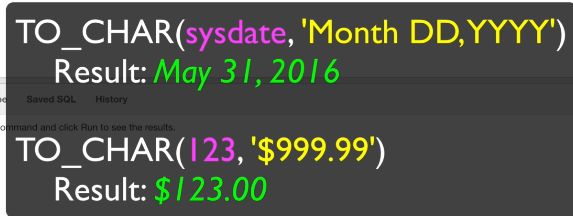 TO_CHAR(sysdate, 'Month DD,YYYY')
Result: May 31, 2016
Saved SQL History
ommand and click Run to see the results.
TO_CHAR(123, '$999.99')
Result: $123.00